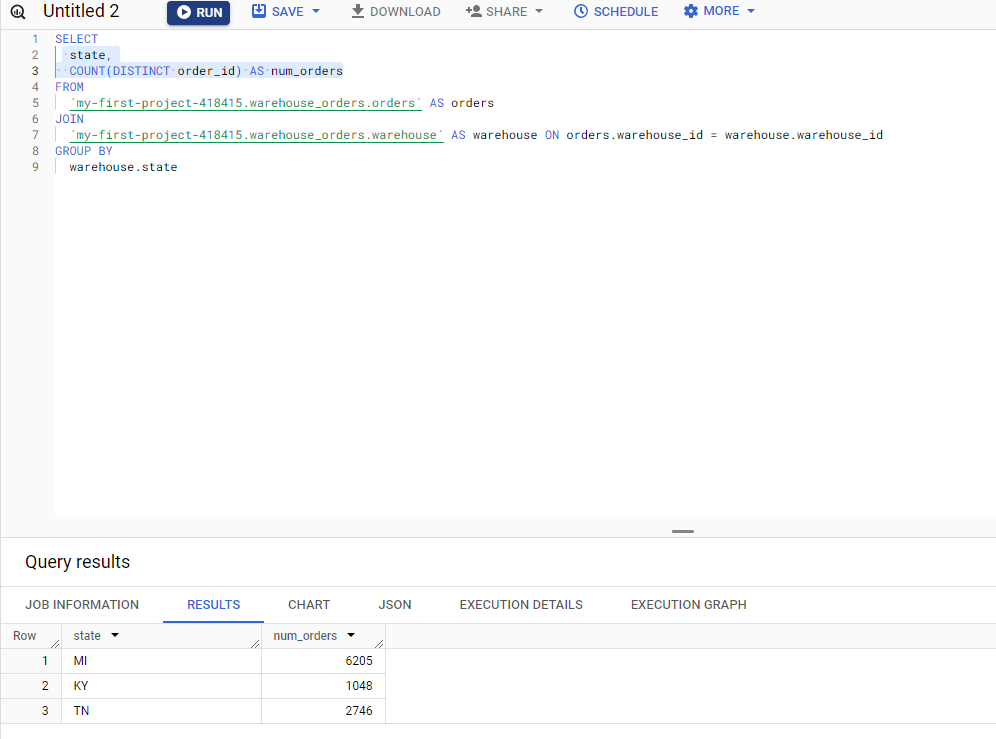 Untitled 2 RUN SAVE DOWNLOAD SHARE SCHEDULE MORE
1 SELECT
2 state,
3 COUNT(DISTINCT order_id) AS num_orders
4 FROM
5 `my-first-project-418415.warehouse_orders.orders` AS orders
6 JOIN
7 `my-first-project-418415.warehouse_orders.warehouse` AS warehouse ON orders.warehouse_id = warehouse.warehouse_id
8 GROUP BY
9 warehouse.state
Query results
JOB INFORMATION RESULTS CHART JSON EXECUTION DETAILS EXECUTION GRAPH
Row state num_orders
1 MI 6205
2 KY 1048
3 TN 2746